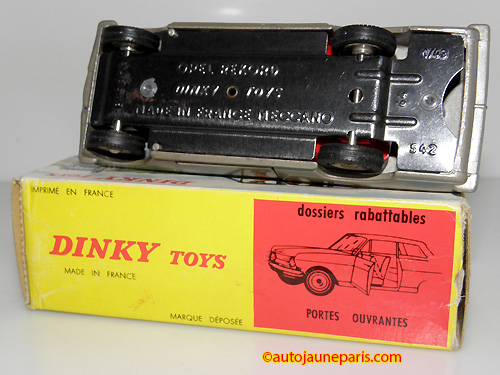 1/43
OPEL REKORD
DINKY TOYS
MADE IN FRANCE MECCANO
542
IMPRIMÉ EN FRANCE
DINKY TOYS
MADE IN FRANCE
MARQUE DÉPOSÉE
dossiers rabattables
PORTES OUVRANTES
©autojauneparis.com